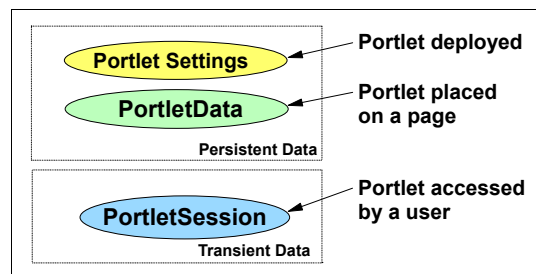 Portlet Settings
Portlet deployed
PortletData
Portlet placed
on a page
Persistent Data
PortletSession
Portlet accessed
by a user
Transient Data